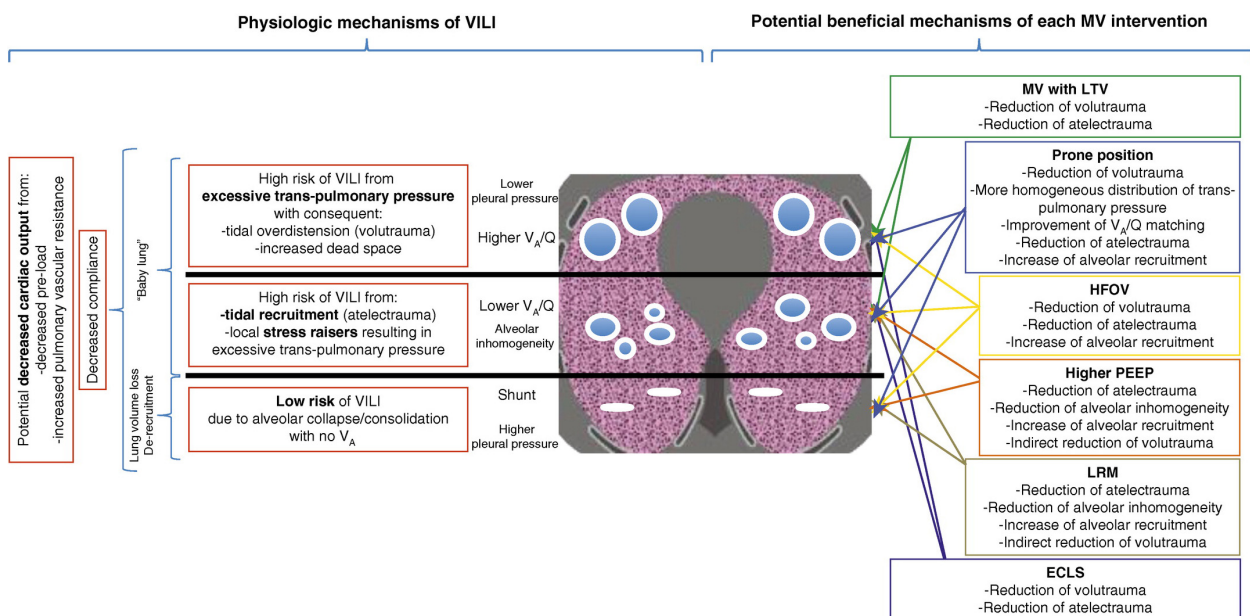 Physiologic mechanisms of VILI
Potential beneficial mechanisms of each MV intervention
Potential decreased cardiac output from:
-decreased pre-load
-increased pulmonary vascular resistance
Decreased compliance
"Baby lung"
Lung volume loss
De-recruitment
High risk of VILI from
excessive trans-pulmonary pressure
with consequent:
-tidal overdistension (volutrauma)
-increased dead space
High risk of VILI from:
-tidal recruitment (atelectrauma)
-local stress raisers resulting in
excessive trans-pulmonary pressure
Low risk of VILI
due to alveolar collapse/consolidation
with no VA
Lower
pleural pressure
Higher VA/Q
Lower VA/Q
Alveolar
inhomogeneity
Shunt
Higher
pleural pressure
MV with LTV
-Reduction of volutrauma
-Reduction of atelectrauma
Prone position
-Reduction of volutrauma
-More homogeneous distribution of trans-
pulmonary pressure
-Improvement of VA/Q matching
-Reduction of atelectrauma
-Increase of alveolar recruitment
HFOV
-Reduction of volutrauma
-Reduction of atelectrauma
-Increase of alveolar recruitment
Higher PEEP
-Reduction of atelectrauma
-Reduction of alveolar inhomogeneity
-Increase of alveolar recruitment
-Indirect reduction of volutrauma
LRM
-Reduction of atelectrauma
-Reduction of alveolar inhomogeneity
-Increase of alveolar recruitment
-Indirect reduction of volutrauma
ECLS
-Reduction of volutrauma
-Reduction of atelectrauma